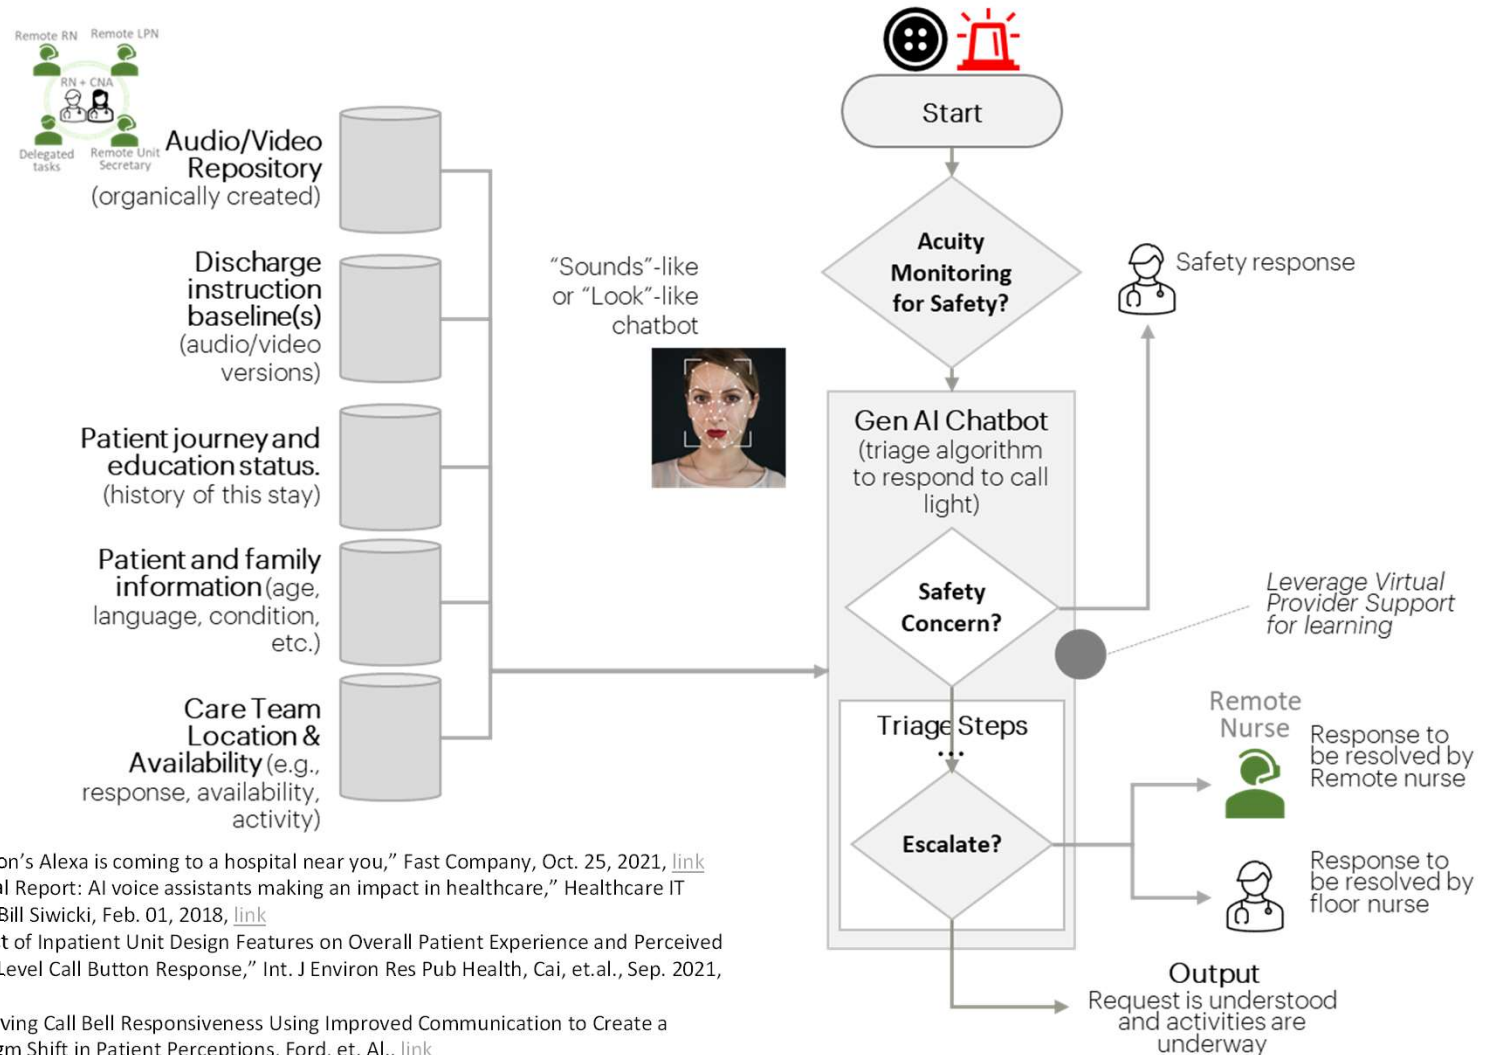 Remote RN
Remote LPN
RN + CNA
Delegated
tasks
Remote Unit
Secretary
Audio/Video
Repository
(organically created)
Discharge
instruction
baseline(s)
(audio/video
versions)
Patient journey and
education status.
(history of this stay)
Patient and family
information (age,
language, condition,
etc.)
Care Team
Location &
Availability (e.g.,
response, availability,
activity)
"Sounds"-like
or "Look"-like
chatbot
Start
Acuity
Monitoring
for Safety?
Safety response
Gen AI Chatbot
(triage algorithm
to respond to call
light)
Safety
Concern?
Leverage Virtual
Provider Support
for learning
Triage Steps
...
Escalate?
Remote
Nurse
Response to
be resolved by
Remote nurse
Response to
be resolved by
floor nurse
Output
Request is understood
and activities are
underway
on's Alexa is coming to a hospital near you," Fast Company, Oct. 25, 2021, link
al Report: AI voice assistants making an impact in healthcare," Healthcare IT
Bill Siwicki, Feb. 01, 2018, link
t of Inpatient Unit Design Features on Overall Patient Experience and Perceived
Level Call Button Response," Int. J Environ Res Pub Health, Cai, et.al., Sep. 2021,
ving Call Bell Responsiveness Using Improved Communication to Create a
gm Shift in Patient Perceptions, Ford, et. Al., link